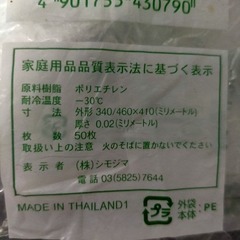 4 901755 430790
家庭用品品質表示法に基づく表示
原料樹脂 ポリエチレン
耐冷温度 −30℃
寸法 外形 340/460×410(ミリメートル)
厚さ 0.02(ミリメートル)
枚数 50枚
取扱い上の注意 火のそばに置かないでください
表示者 (株)シモジマ
電話 03(5825)7644
MADE IN THAILAND1
プラ
外袋:PE
本体: